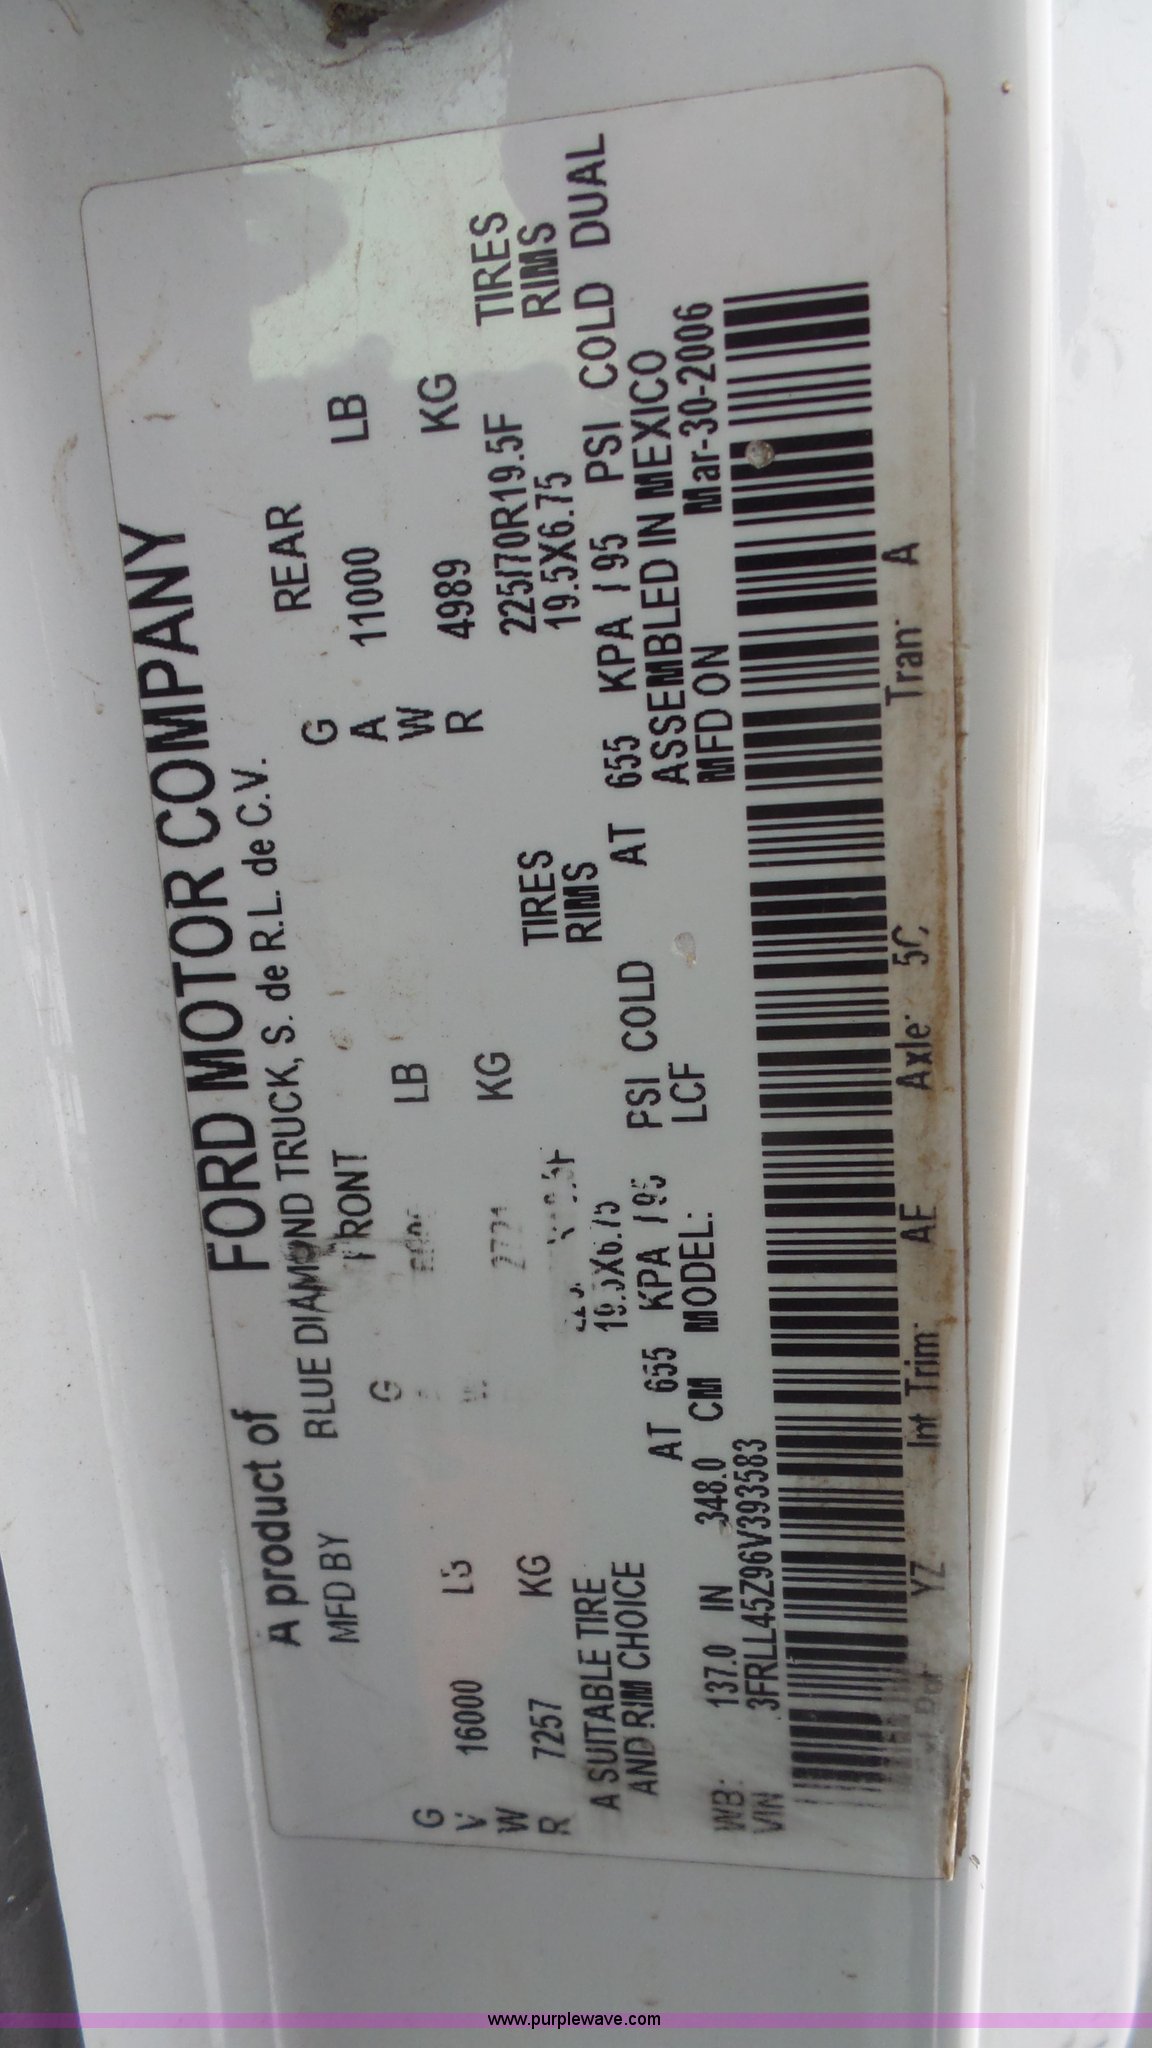 A product of FORD MOTOR COMPANY
MFD BY BLUE DIAMOND TRUCK, S. de R.L. de C.V.
FRONT REAR
G G G
V A
W W W
R R
16000 LB LB 11000 LB
7257 KG KG 4989 KG
A SUITABLE TIRE TIRES 225/70R19.5F TIRES
AND RIM CHOICE 19.5X6.75 RIMS 19.5X6.75 RIMS
AT 655 KPA / 95 PSI COLD AT 655 KPA / 95 PSI COLD DUAL
WB: 137.0 IN 348.0 CM MODEL: LCF ASSEMBLED IN MEXICO
VIN 3FRLL45Z96V393583 MFD ON Mar-30-2006
YZ Int Trim: AE Axle: 5C Tran: A
www.purplewave.com